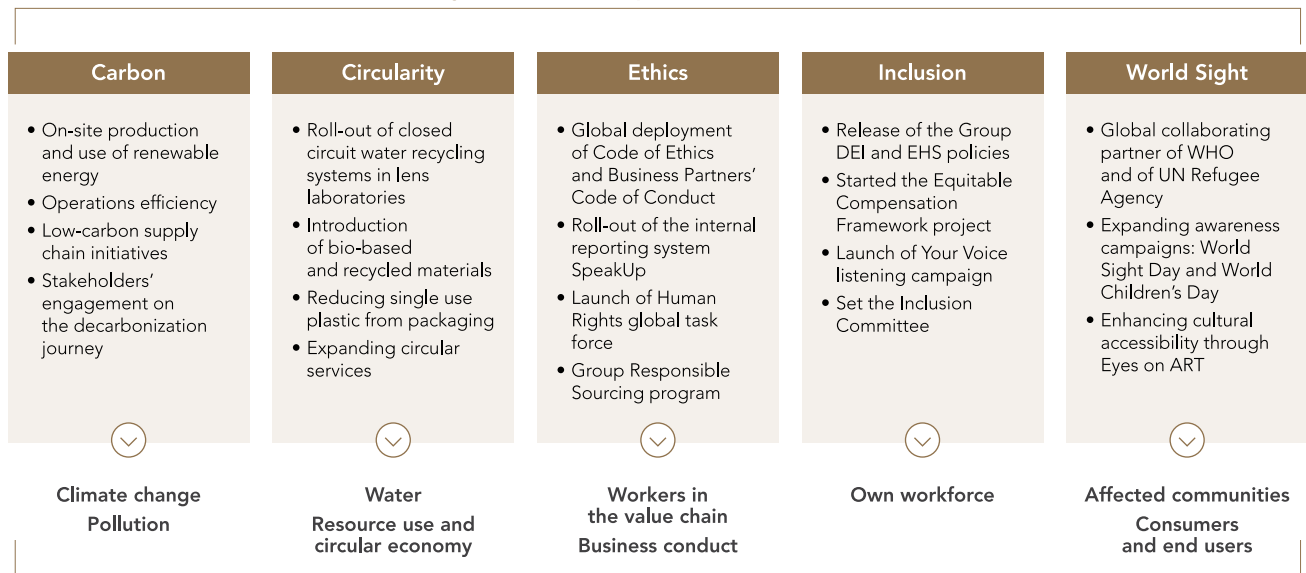 Carbon
• On-site production
and use of renewable
energy
• Operations efficiency
• Low-carbon supply
chain initiatives
• Stakeholders’
engagement on
the decarbonization
journey
Climate change
Pollution
Circularity
• Roll-out of closed
circuit water recycling
systems in lens
laboratories
• Introduction
of bio-based
and recycled materials
• Reducing single use
plastic from packaging
• Expanding circular
services
Water
Resource use and
circular economy
Ethics
• Global deployment
of Code of Ethics
and Business Partners’
Code of Conduct
• Roll-out of the internal
reporting system
SpeakUp
• Launch of Human
Rights global task
force
• Group Responsible
Sourcing program
Workers in
the value chain
Business conduct
Inclusion
• Release of the Group
DEI and EHS policies
• Started the Equitable
Compensation
Framework project
• Launch of Your Voice
listening campaign
• Set the Inclusion
Committee
Own workforce
World Sight
• Global collaborating
partner of WHO
and of UN Refugee
Agency
• Expanding awareness
campaigns: World
Sight Day and World
Children’s Day
• Enhancing cultural
accessibility through
Eyes on ART
Affected communities
Consumers
and end users